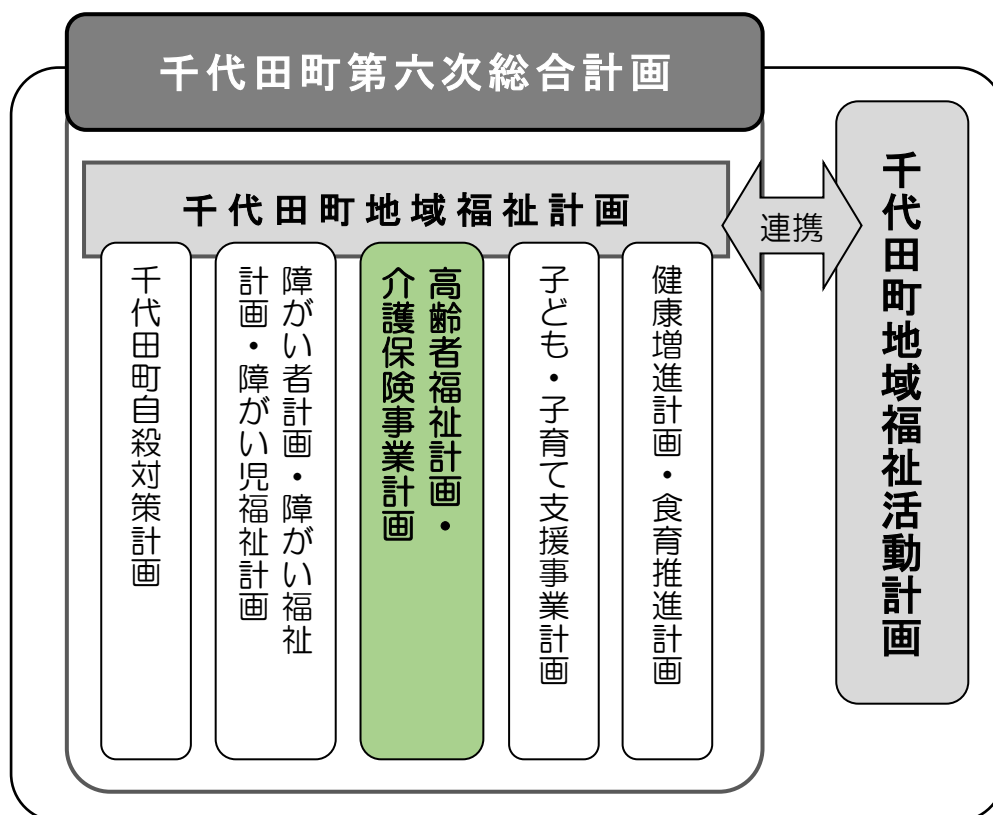 千代田町第六次総合計画
千代田町地域福祉計画
連携
千代田町地域福祉活動計画
健康増進計画・食育推進計画
子ども・子育て支援事業計画
高齢者福祉計画・
介護保険事業計画
障がい者計画・障がい福祉
計画・障がい児福祉計画
千代田町自殺対策計画